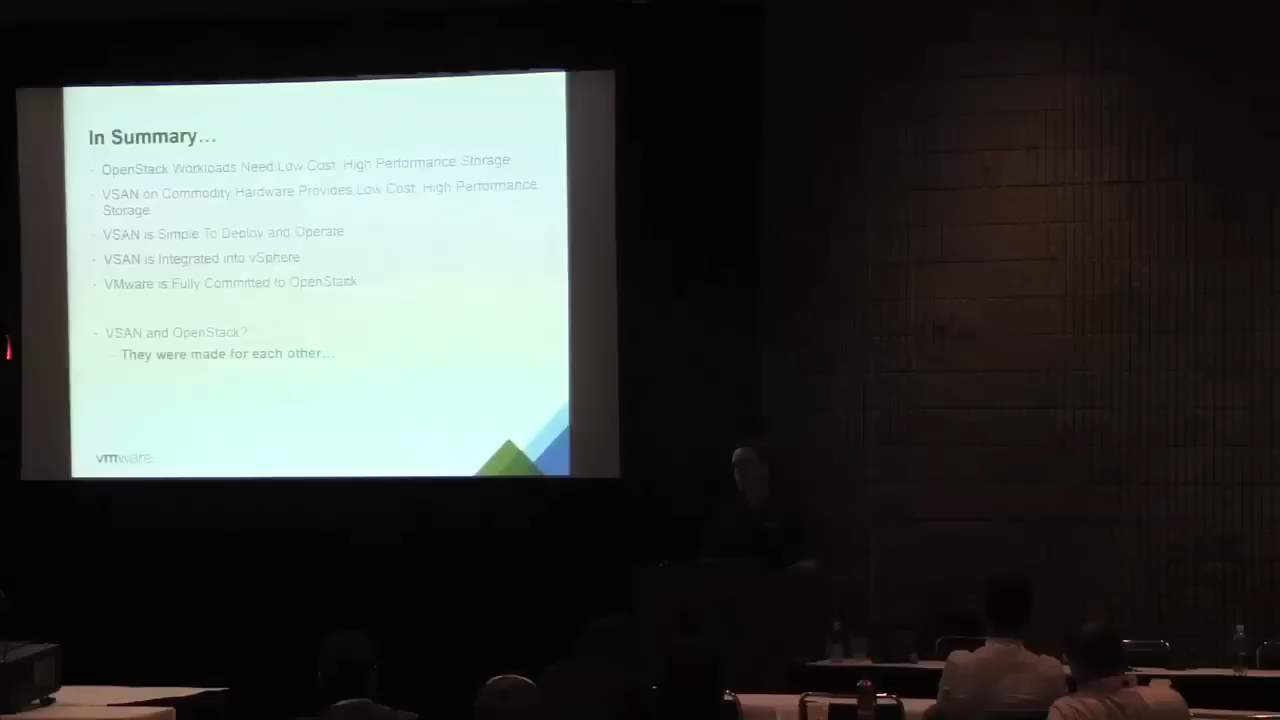 In Summary…
- OpenStack Workloads Need Low Cost, High Performance Storage
- VSAN on Commodity Hardware Provides Low Cost, High Performance
Storage
- VSAN is Simple To Deploy and Operate
- VSAN is Integrated into vSphere
- VMware is Fully Committed to OpenStack
- VSAN and OpenStack?
– They were made for each other…
vmware